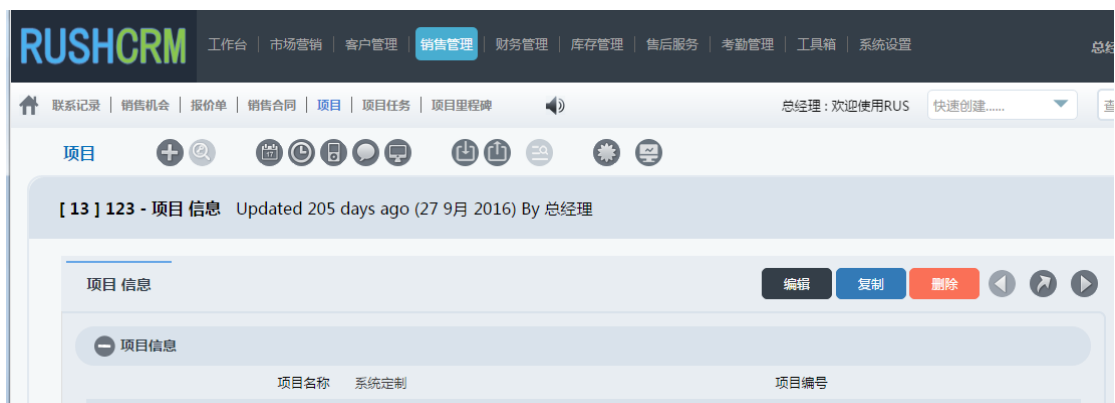 RUSHCRM 工作台 | 市场营销 | 客户管理 | 销售管理 | 财务管理 | 库存管理 | 售后服务 | 考勤管理 | 工具箱 | 系统设置
联系记录 | 销售机会 | 报价单 | 销售合同 | 项目 | 项目任务 | 项目里程碑 总经理 : 欢迎使用RUS 快速创建......
项目 17
[ 13 ] 123 - 项目 信息 Updated 205 days ago (27 9月 2016) By 总经理
项目 信息 编辑 复制 删除
项目信息
项目名称 系统定制 项目编号